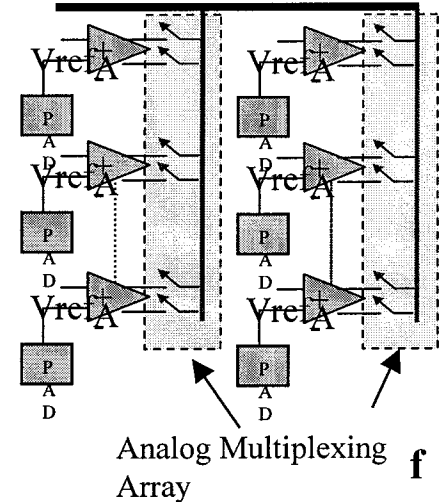 Vref + A Vref + A
P
A
D
P
A
D
Vref + A Vref + A
P
A
D
P
A
D
Vref + A Vref + A
P
A
D
P
A
D
Analog Multiplexing
Array
f